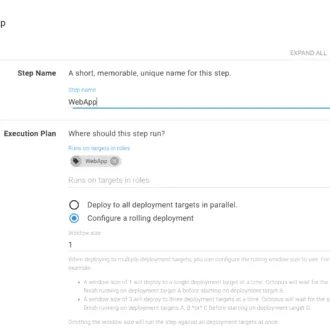 p
EXPAND ALL
Step Name A short, memorable, unique name for this step.
Step name
WebApp
Execution Plan Where should this step run?
Runs on targets in roles
WebApp
Runs on targets in roles
Deploy to all deployment targets in parallel.
Configure a rolling deployment
Window size
1
When deploying to multiple deployment targets, you can configure the rolling window size to use. For
example:
A window size of 1 will deploy to a single deployment target at a time. Octopus will wait for the
finish running on deployment target A before starting on deployment target B.
A window size of 3 will deploy to three deployment targets at a time. Octopus will wait for the
finish running on deployment targets A, B *or* C before starting on deployment target D.
Omitting the window size will run the step against all deployment targets at once.